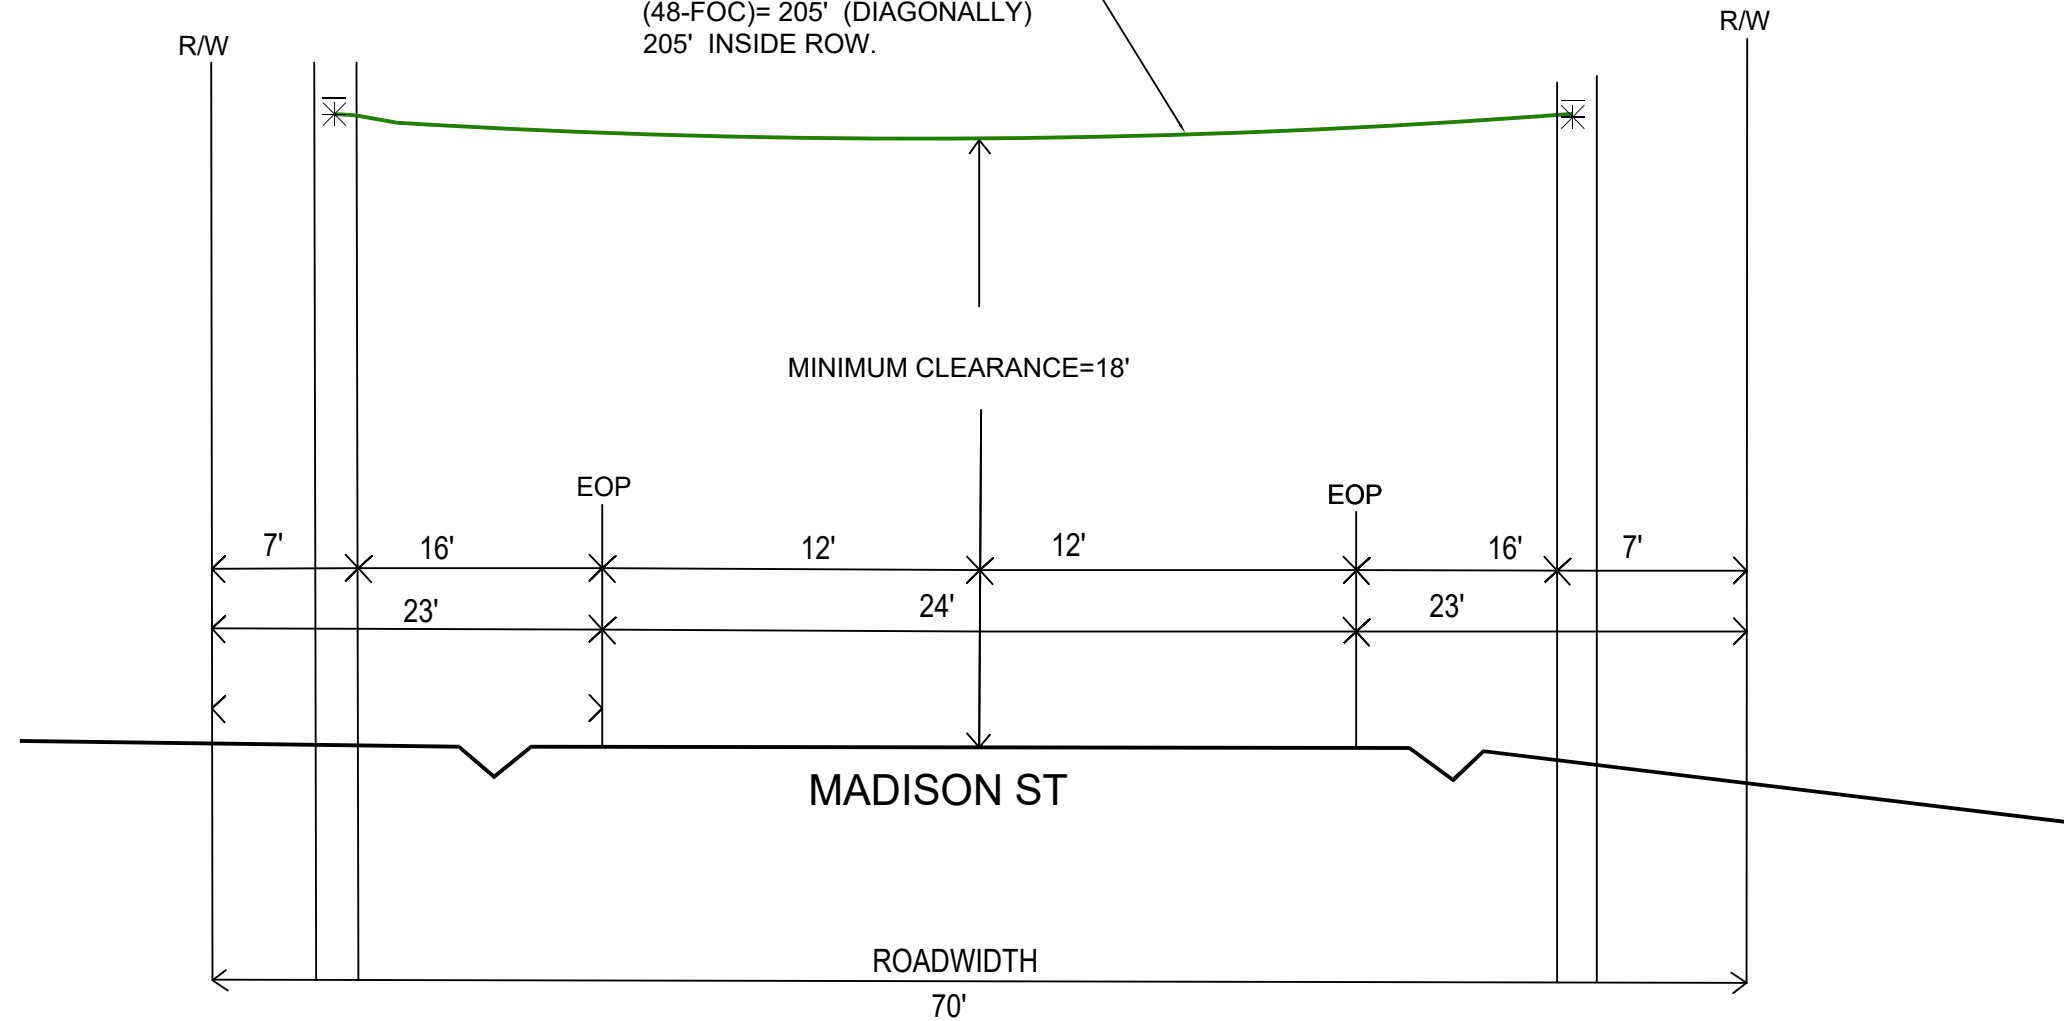 (48-FOC)= 205' (DIAGONALLY)
205' INSIDE ROW.
R/W
R/W
MINIMUM CLEARANCE=18'
EOP
EOP
7'
16'
12'
12'
16'
7'
23'
24'
23'
MADISON ST
ROADWIDTH
70'